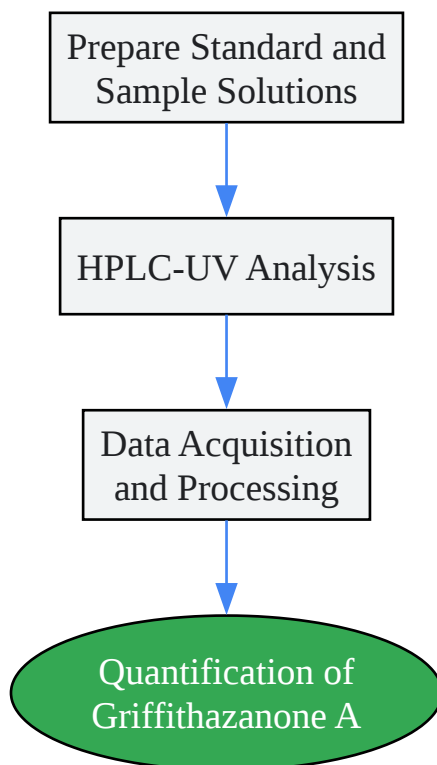 Prepare Standard and
Sample Solutions
HPLC-UV Analysis
Data Acquisition
and Processing
Quantification of
Griffithazanone A